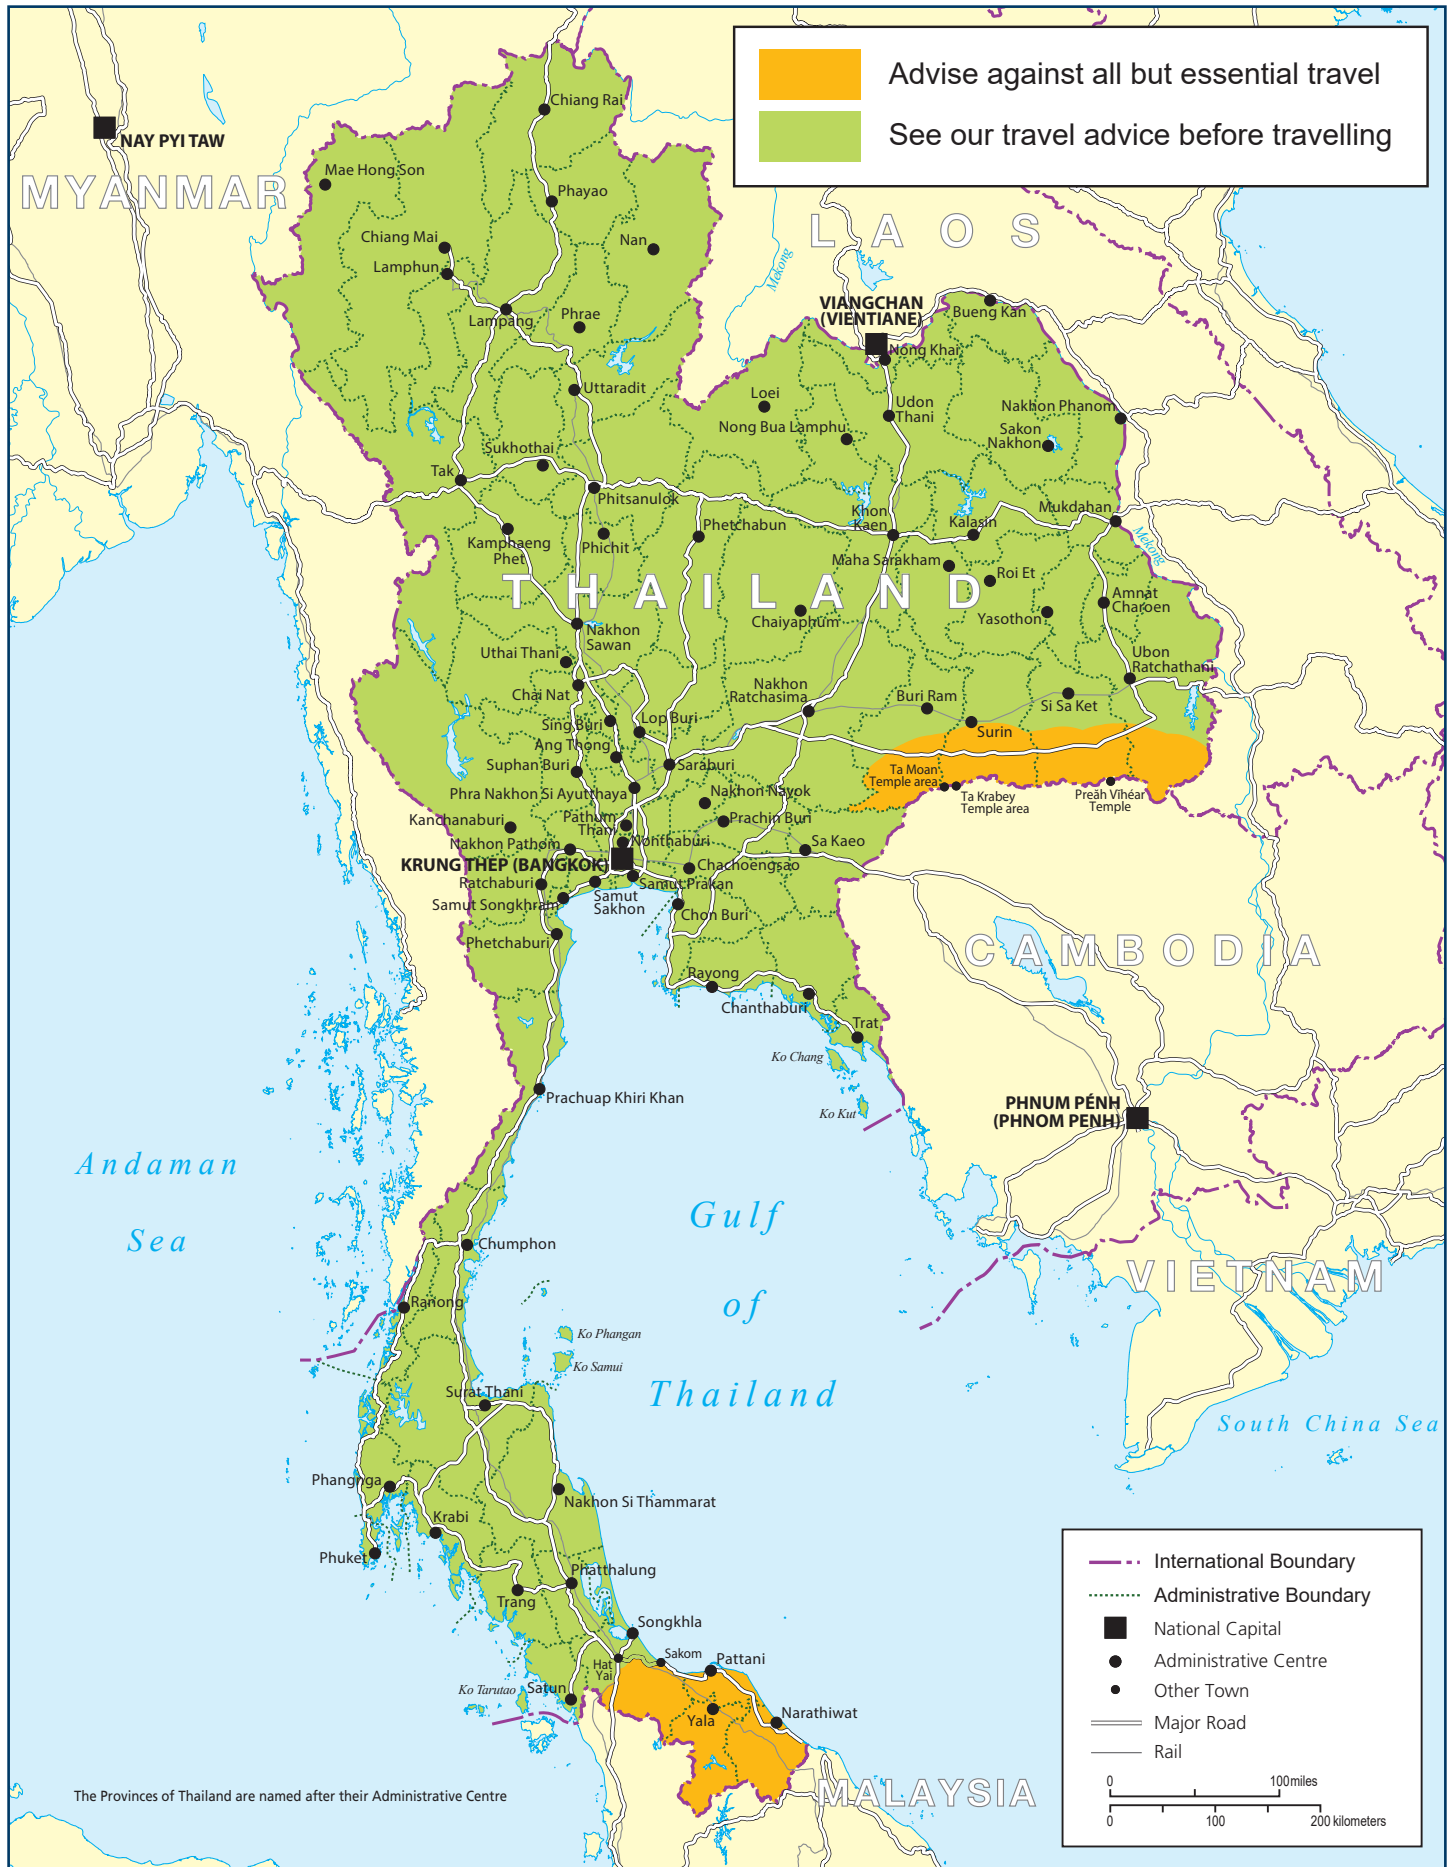 Advise against all but essential travel
See our travel advice before travelling
NAY PYI TAW
MYANMAR
Chiang Rai
Mae Hong Son
Phayao
Chiang Mai
Nan
Lamphun
LAOS
Mekong
Lampang
Phrae
VIANGCHAN
(VIENTIANE)
Bueng Kan
Nong Khai
Uttaradit
Loei
Udon
Thani
Nakhon Phanom
Nong Bua Lamphu
Sakon
Nakhon
Sukhothai
Tak
Phitsanulok
Phetchabun
Khon
Kaen
Kalasin
Mukdahan
Mekong
Kamphaeng
Phet
Phichit
Maha Sarakham
Roi Et
THAILAND
Amnat
Charoen
Chaiyaphum
Yasothon
Nakhon
Sawan
Uthai Thani
Ubon
Ratchathani
Chai Nat
Nakhon
Ratchasima
Buri Ram
Si Sa Ket
Sing Buri
Lop Buri
Surin
Ang Thong
Suphan Buri
Saraburi
Ta Moan
Temple area
Phra Nakhon Si Ayutthaya
Nakhon Nayok
Ta Krabey
Temple area
Preăh Vihéar
Temple
Kanchanaburi
Pathum
Thani
Prachin Buri
Nakhon Pathom
Nonthaburi
Sa Kaeo
KRUNG THEP (BANGKOK)
Chachoengsao
Ratchaburi
Samut Prakan
Samut Songkhram
Samut
Sakhon
Chon Buri
Phetchaburi
CAMBODIA
Rayong
Chanthaburi
Trat
Ko Chang
Prachuap Khiri Khan
Ko Kut
PHNUM PÉNH
(PHNOM PENH)
Andaman
Sea
Gulf
of
Thailand
Chumphon
VIETNAM
Ranong
Ko Phangan
Ko Samui
Surat Thani
South China Sea
Phangnga
Nakhon Si Thammarat
Krabi
Phuket
Phatthalung
Trang
Songkhla
Hat
Yai
Sakom
Pattani
Ko Tarutao
Satun
Yala
Narathiwat
MALAYSIA
International Boundary
Administrative Boundary
National Capital
Administrative Centre
Other Town
Major Road
Rail
0 100 miles
0 100 200 kilometers
The Provinces of Thailand are named after their Administrative Centre